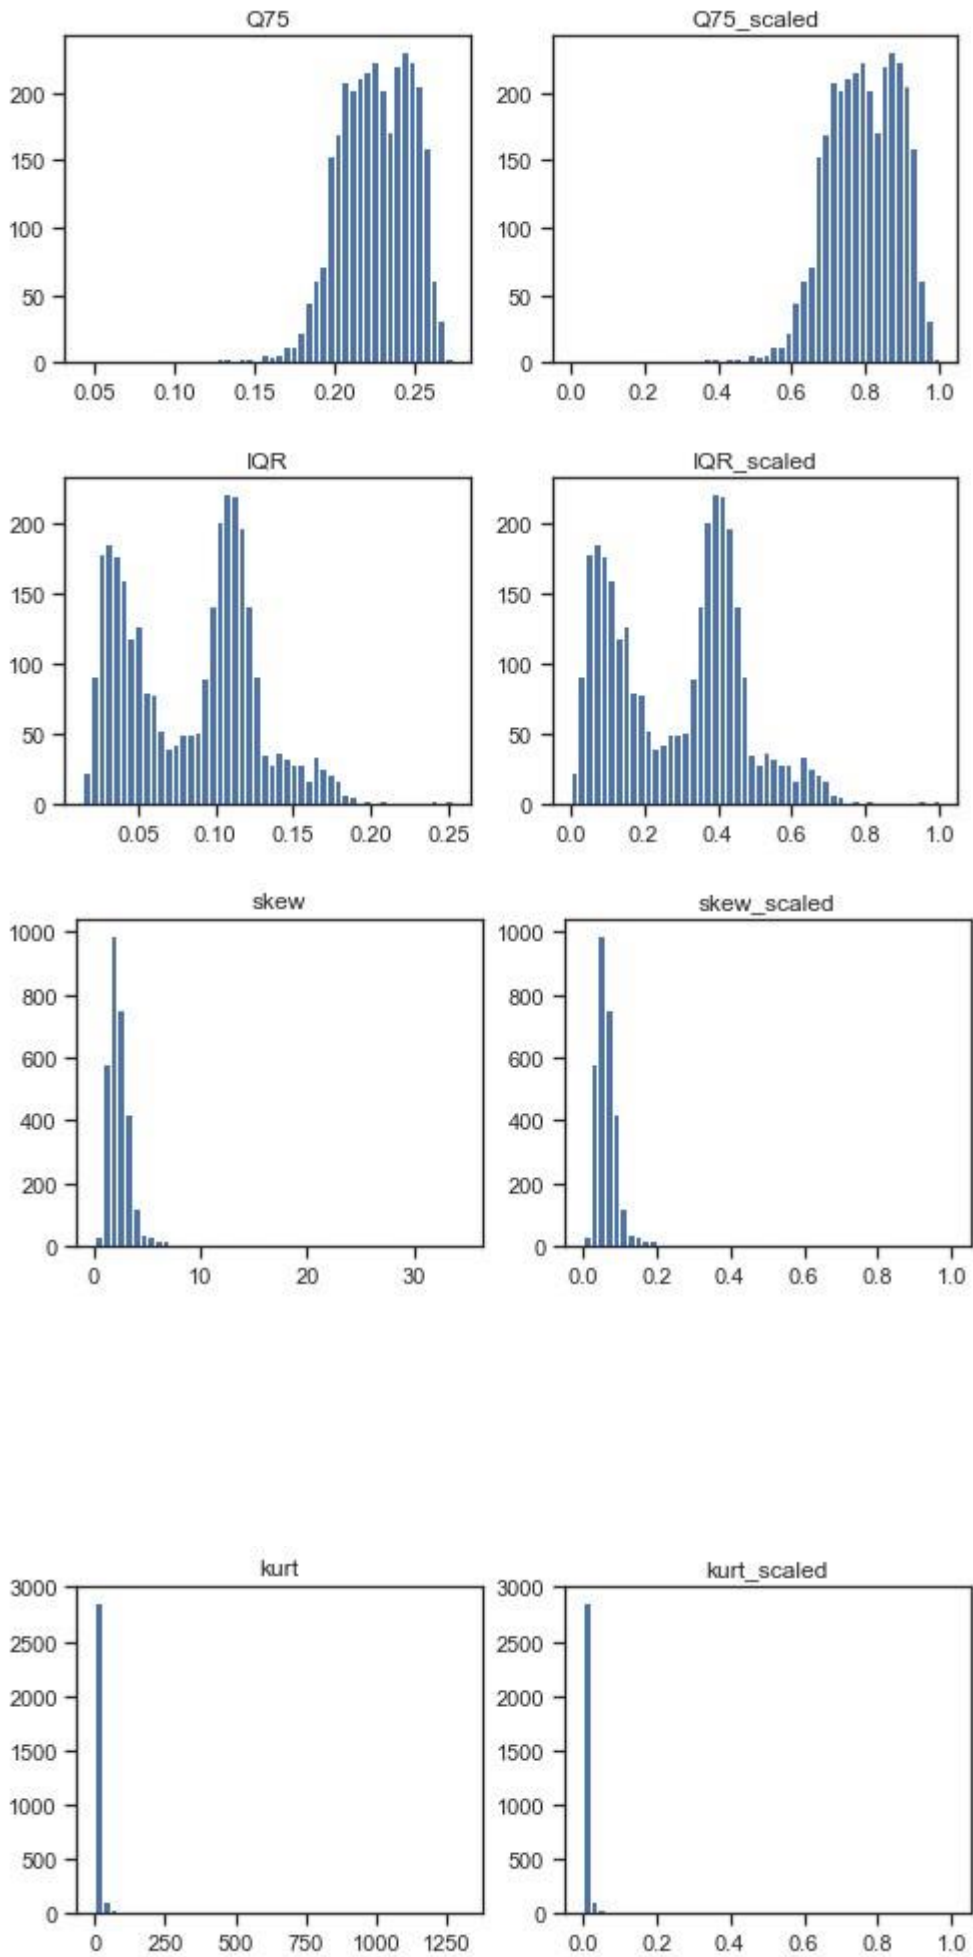 Q75 Q75_scaled
200 200
150 150
100 100
50 50
0 0
0.05 0.10 0.15 0.20 0.25 0.0 0.2 0.4 0.6 0.8 1.0
IQR IQR_scaled
200 200
150 150
100 100
50 50
0 0
0.05 0.10 0.15 0.20 0.25 0.0 0.2 0.4 0.6 0.8 1.0
skew skew_scaled
1000 1000
800 800
600 600
400 400
200 200
0 0
0 10 20 30 0.0 0.2 0.4 0.6 0.8 1.0
kurt kurt_scaled
3000 3000
2500 2500
2000 2000
1500 1500
1000 1000
500 500
0 0
0 250 500 750 1000 1250 0.0 0.2 0.4 0.6 0.8 1.0